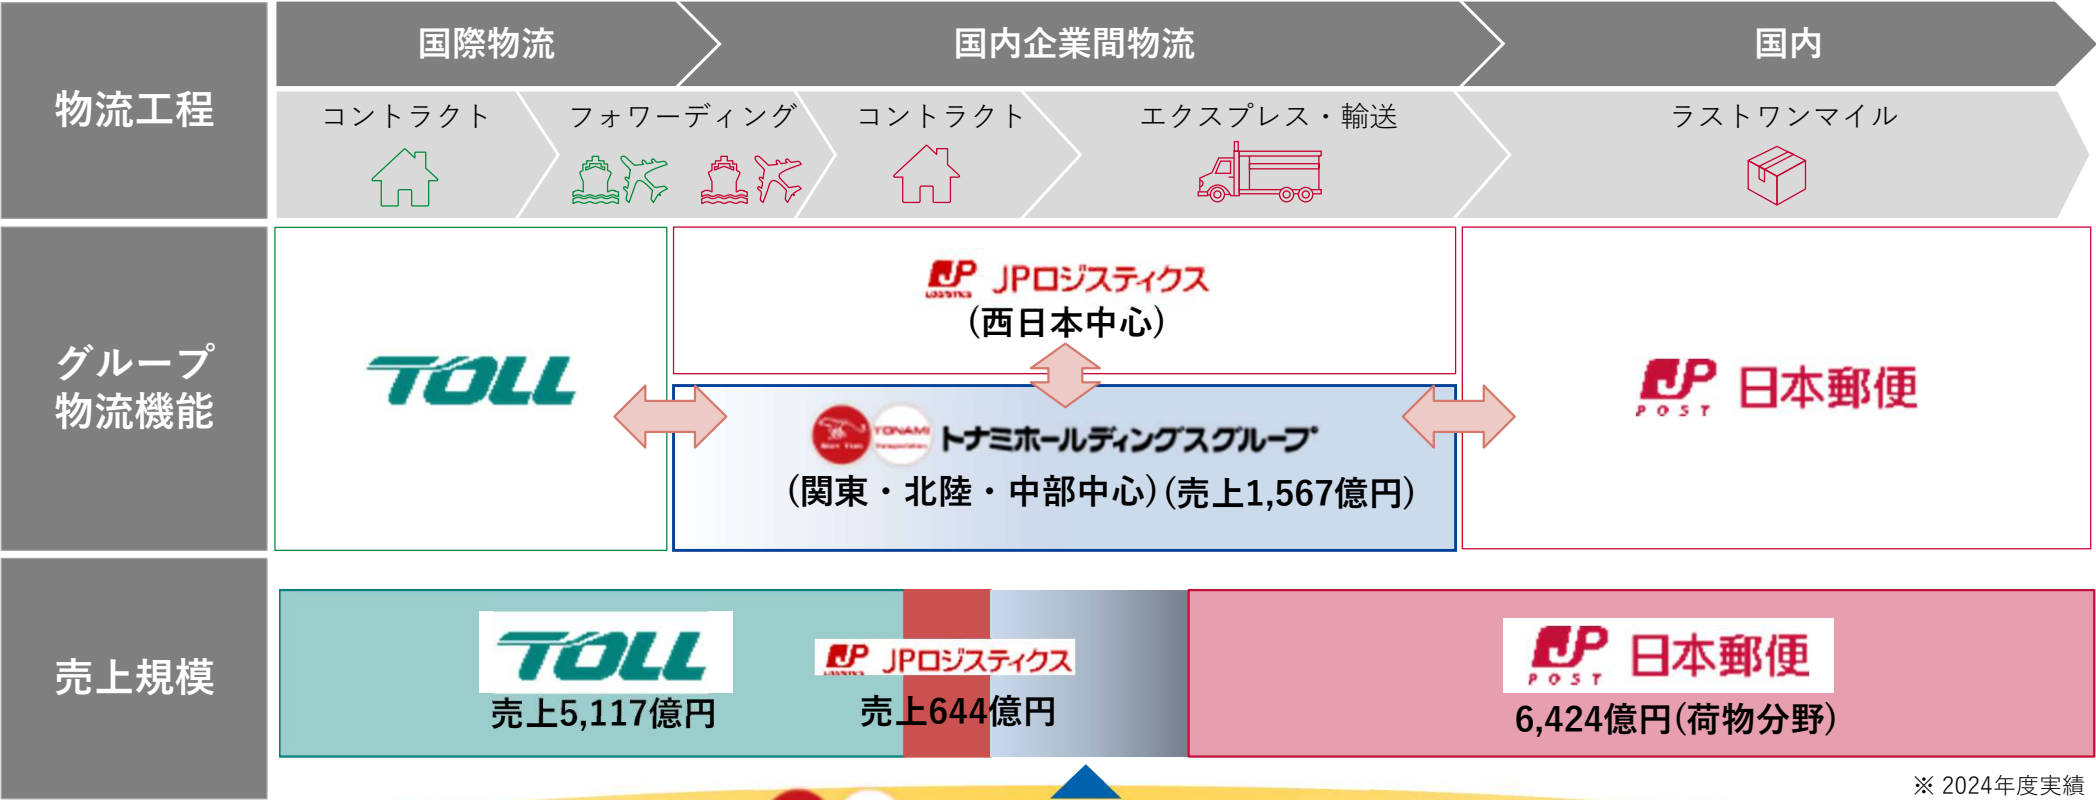 物流工程
国際物流
国内企業間物流
国内
コントラクト
フォワーディング
コントラクト
エクスプレス・輸送
ラストワンマイル
グループ
物流機能
TOLL
JP
LOGISTICS
JPロジスティクス
(西日本中心)
TONAMI
トナミホールディングスグループ
(関東・北陸・中部中心)(売上1,567億円)
JP
POST
日本郵便
売上規模
TOLL
売上5,117億円
JP
JPロジスティクス
売上644億円
JP
POST
日本郵便
6,424億円(荷物分野)
※ 2024年度実績